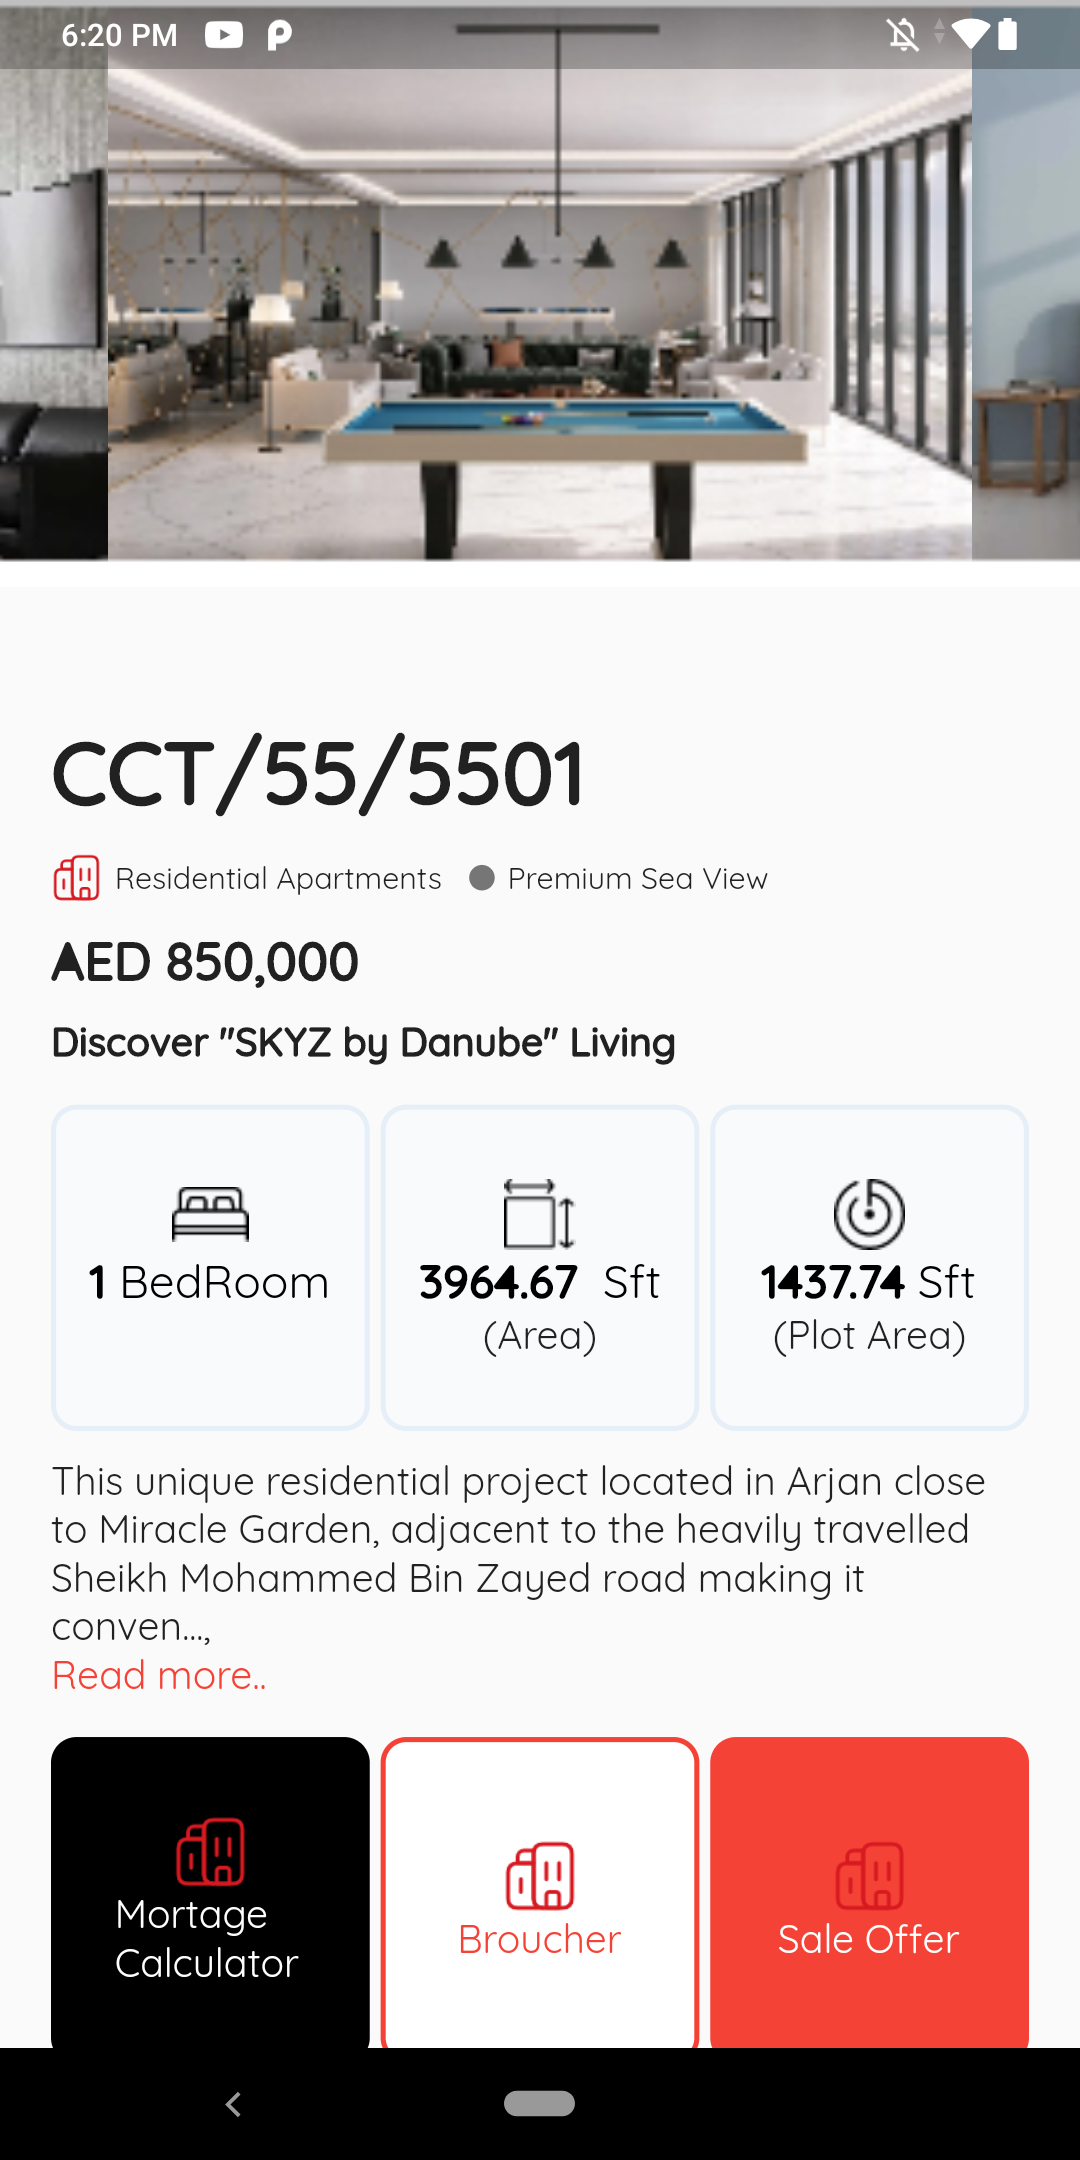 6:20 PM
CCT/55/5501
Residential Apartments Premium Sea View
AED 850,000
Discover "SKYZ by Danube" Living
1 BedRoom
3964.67 Sft
(Area)
1437.74 Sft
(Plot Area)
This unique residential project located in Arjan close
to Miracle Garden, adjacent to the heavily travelled
Sheikh Mohammed Bin Zayed road making it
conven...,
Read more..
Mortage
Calculator
Broucher
Sale Offer